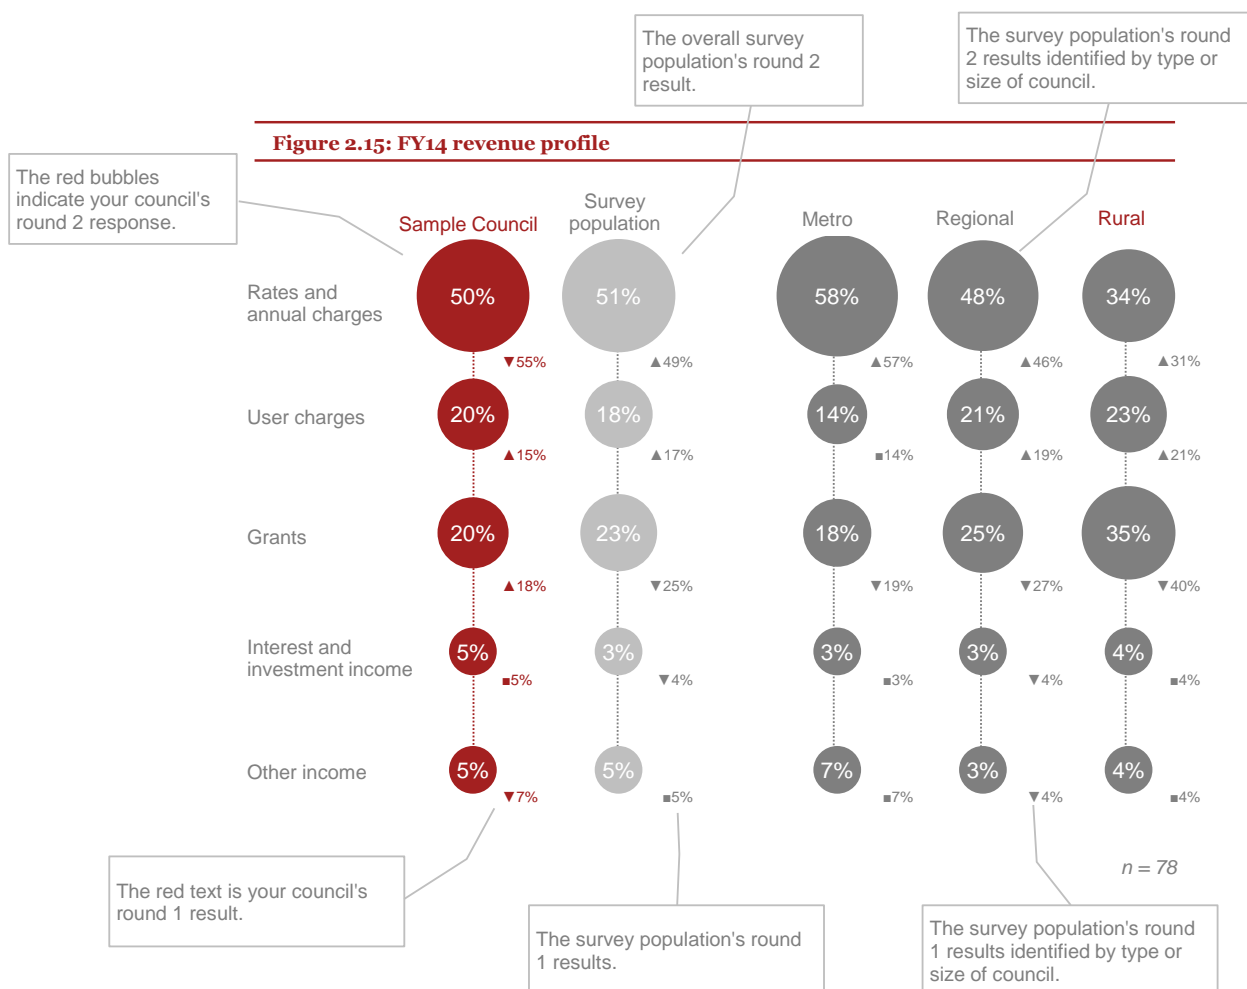 The overall survey
population's round 2
result.
The survey population's round
2 results identified by type or
size of council.
Figure 2.15: FY14 revenue profile
The red bubbles
indicate your council's
round 2 response.
Sample Council
Survey
population
Metro
Regional
Rural
Rates and
annual charges
50%
51%
58%
48%
34%
▼55%
▲49%
▲57%
▲46%
▲31%
User charges
20%
18%
14%
21%
23%
▲15%
▲17%
■14%
▲19%
▲21%
Grants
20%
23%
18%
25%
35%
▲18%
▼25%
▼19%
▼27%
▼40%
Interest and
investment income
5%
3%
3%
3%
4%
■5%
▼4%
■3%
▼4%
■4%
Other income
5%
5%
7%
3%
4%
▼7%
■5%
■7%
▼4%
■4%
n = 78
The red text is your council's
round 1 result.
The survey population's round
1 results.
The survey population's round
1 results identified by type or
size of council.